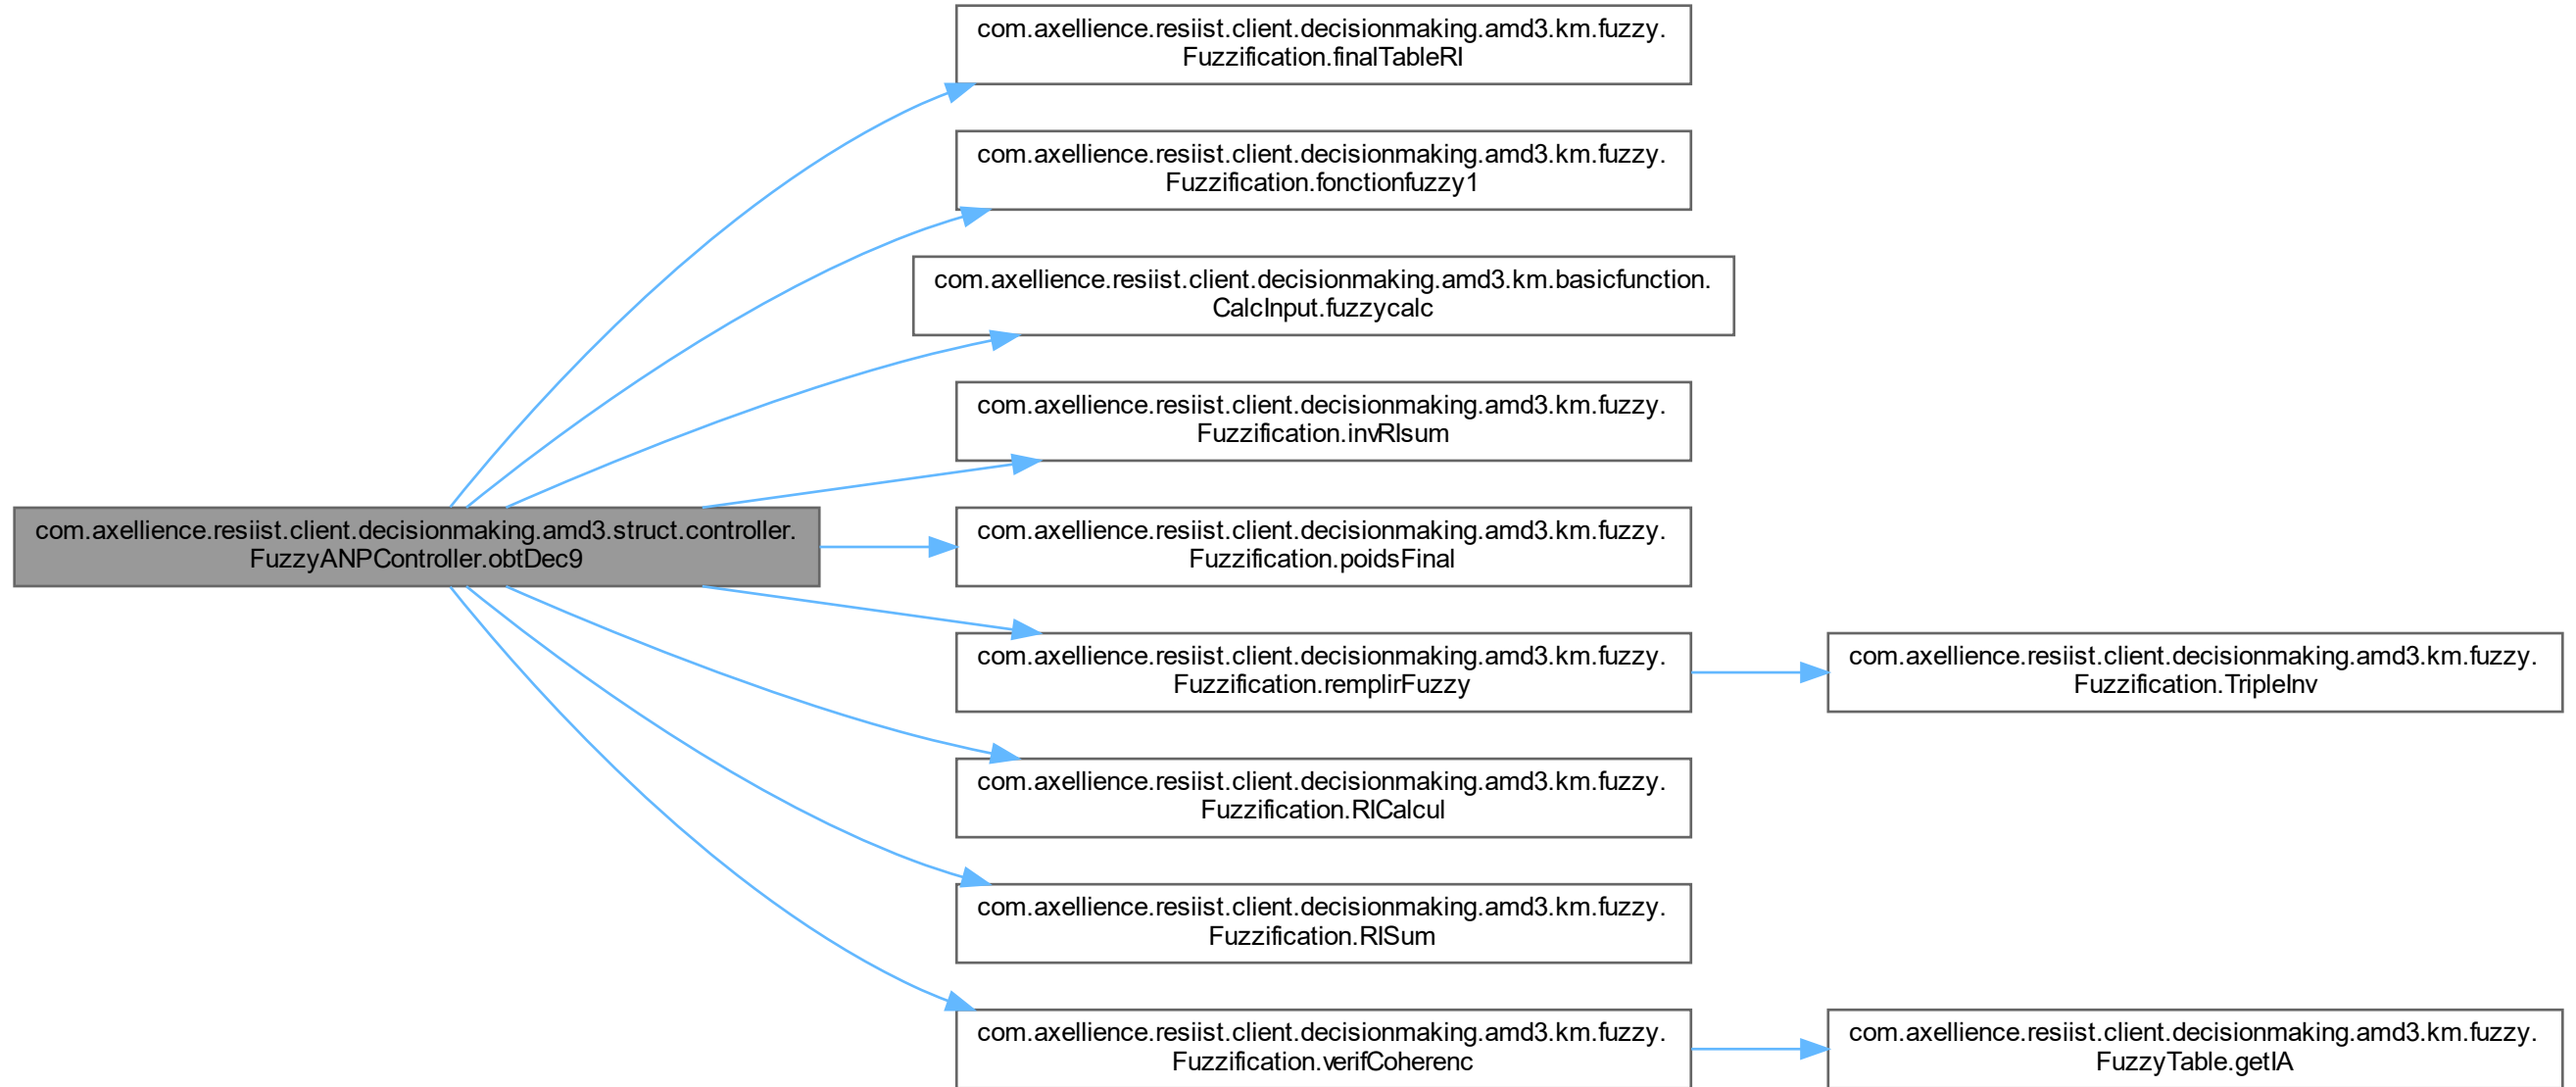 com.axellience.resiist.client.decisionmaking.amd3.km.fuzzy.
Fuzzification.finalTableRI
com.axellience.resiist.client.decisionmaking.amd3.km.fuzzy.
Fuzzification.fonctionfuzzy1
com.axellience.resiist.client.decisionmaking.amd3.km.basicfunction.
CalcInput.fuzzycalc
com.axellience.resiist.client.decisionmaking.amd3.km.fuzzy.
Fuzzification.invRIsum
com.axellience.resiist.client.decisionmaking.amd3.struct.controller.
FuzzyANPController.obtDec9
com.axellience.resiist.client.decisionmaking.amd3.km.fuzzy.
Fuzzification.poidsFinal
com.axellience.resiist.client.decisionmaking.amd3.km.fuzzy.
Fuzzification.remplirFuzzy
com.axellience.resiist.client.decisionmaking.amd3.km.fuzzy.
Fuzzification.TripleInv
com.axellience.resiist.client.decisionmaking.amd3.km.fuzzy.
Fuzzification.RICalcul
com.axellience.resiist.client.decisionmaking.amd3.km.fuzzy.
Fuzzification.RISum
com.axellience.resiist.client.decisionmaking.amd3.km.fuzzy.
Fuzzification.verifCoherenc
com.axellience.resiist.client.decisionmaking.amd3.km.fuzzy.
FuzzyTable.getIA